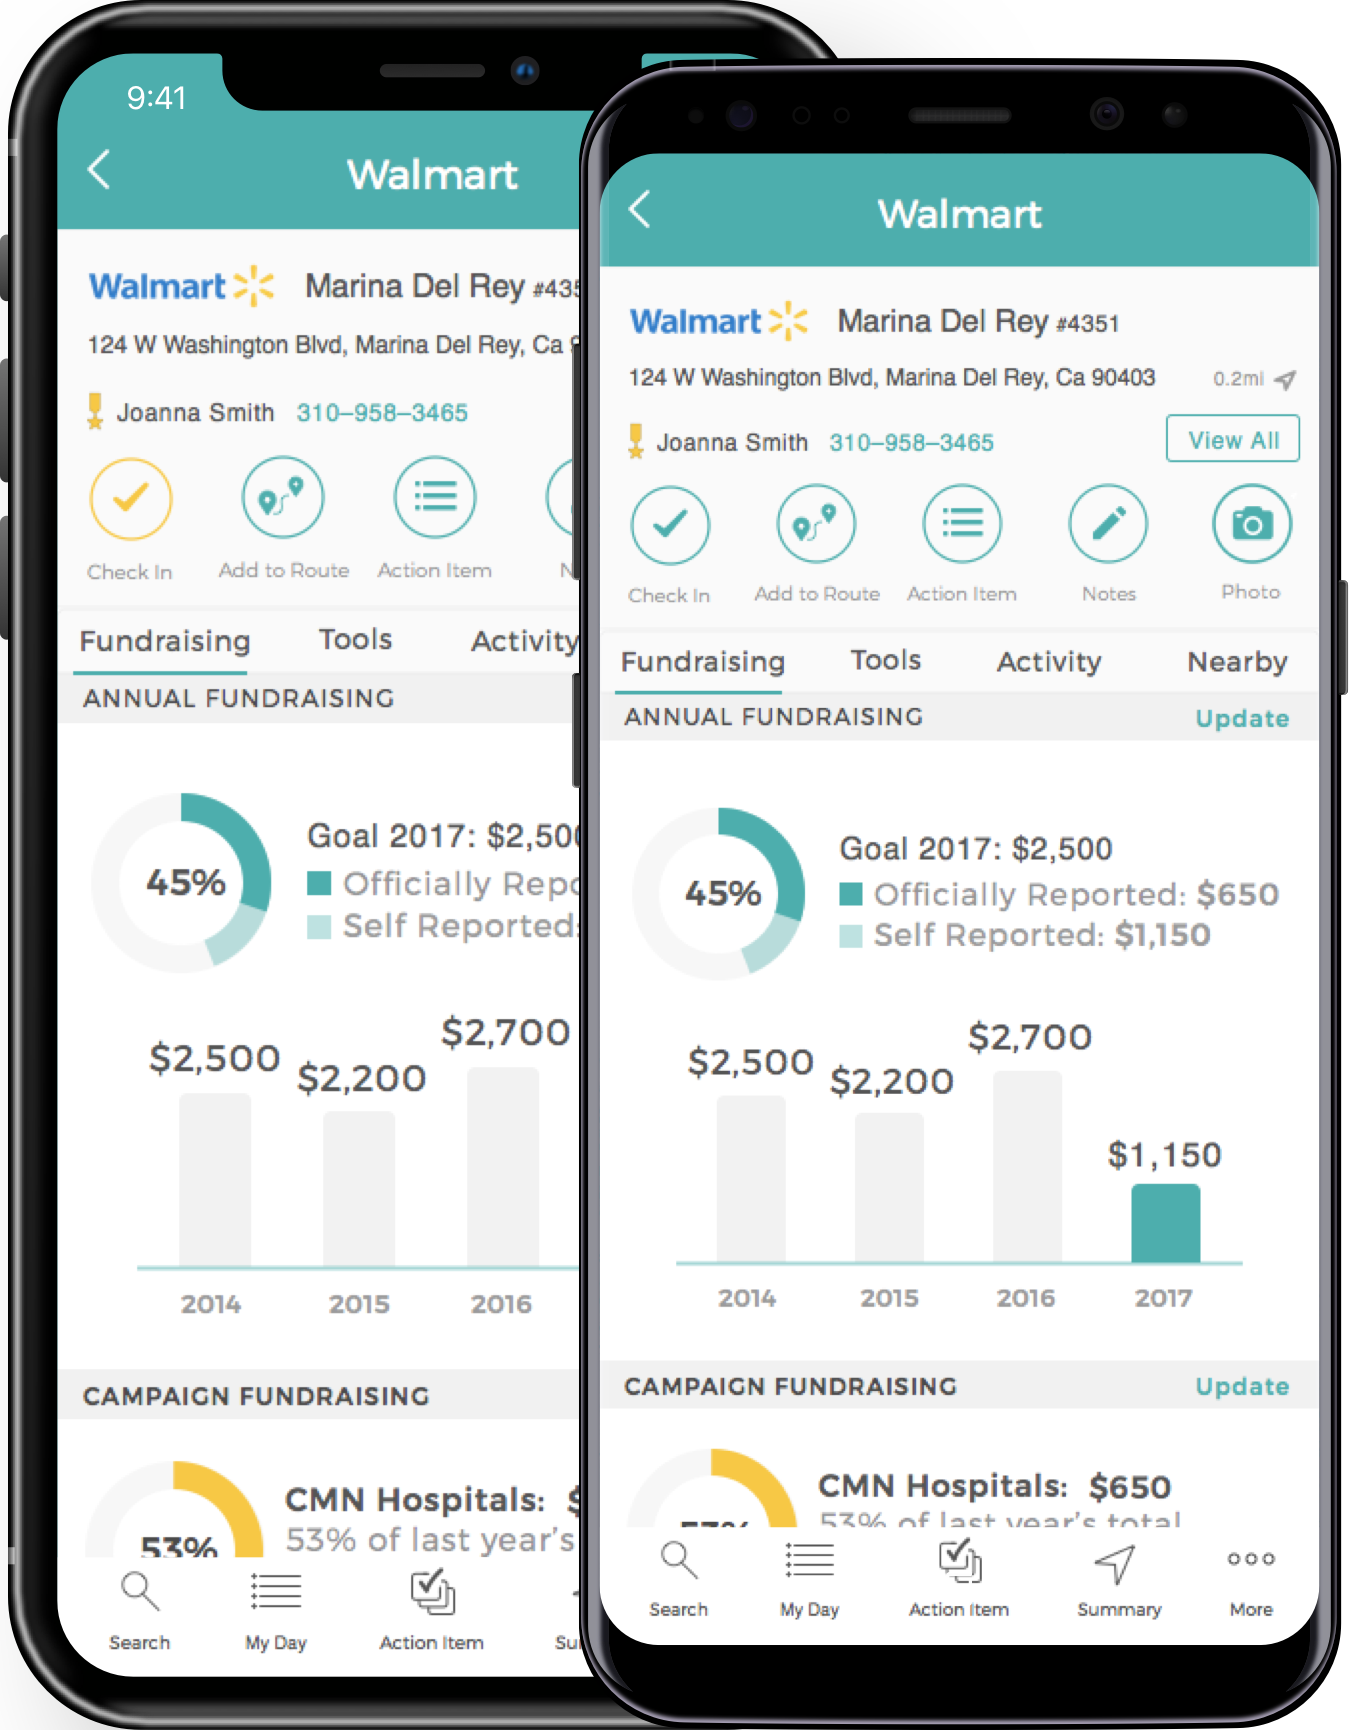 9:41
Walmart
Walmart Marina Del Rey
124 W Washington Blvd, Marina Del Rey, Ca
Joanna Smith 310–958–3465
Check In Add to Route Action Item
Fundraising Tools Activity
ANNUAL FUNDRAISING
45%
Goal 2017: $2,50
Officially
Self Reported:
$2,500 $2,200 $2,700
2014 2015 2016
CAMPAIGN FUNDRAISING
53%
CMN Hospitals: $
53% of last year's
Search My Day Action Item
Walmart
Walmart Marina Del Rey #4351
124 W Washington Blvd, Marina Del Rey, Ca 90403 0.2ml
Joanna Smith 310–958–3465 View All
Check In Add to Route Action Item Notes Photo
Fundraising Tools Activity Nearby
ANNUAL FUNDRAISING Update
45%
Goal 2017: $2,500
Officially Reported: $650
Self Reported: $1,150
$2,500 $2,200 $2,700 $1,150
2014 2015 2016 2017
CAMPAIGN FUNDRAISING Update
53%
CMN Hospitals: $650
53% of last year's total
Search My Day Action Item Summary More